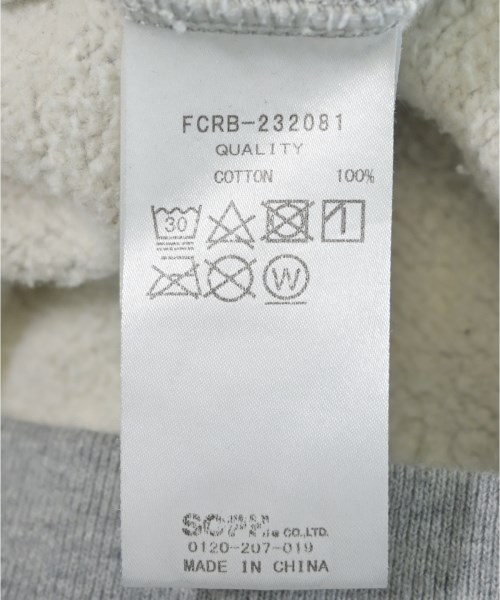 FCRB-232081
QUALITY
COTTON 100%
30
W
CO.,LTD.
0120-207-019
MADE IN CHINA